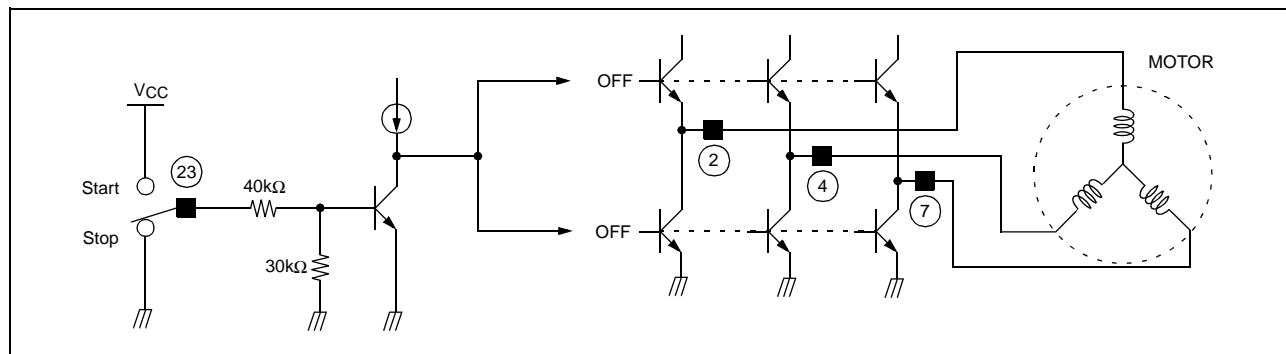 VCC
Start
Stop
23
40kΩ
30kΩ
OFF
OFF
2
4
7
MOTOR